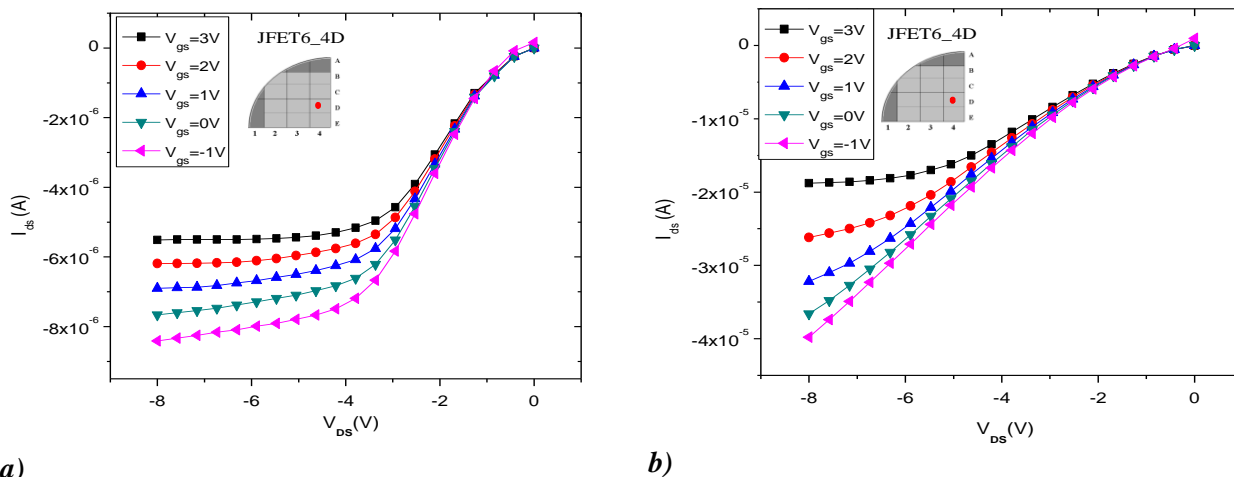 V_gs=3V
V_gs=2V
V_gs=1V
V_gs=0V
V_gs=-1V
JFET6_4D
A
B
C
D
E
1 2 3 4
0
-2x10^-6
-4x10^-6
-6x10^-6
-8x10^-6
I_ds (A)
-8 -6 -4 -2 0
V_DS(V)
a)
V_gs=3V
V_gs=2V
V_gs=1V
V_gs=0V
V_gs=-1V
JFET6_4D
A
B
C
D
E
1 2 3 4
0
-1x10^-5
-2x10^-5
-3x10^-5
-4x10^-5
I_ds (A)
-8 -6 -4 -2 0
V_DS(V)
b)